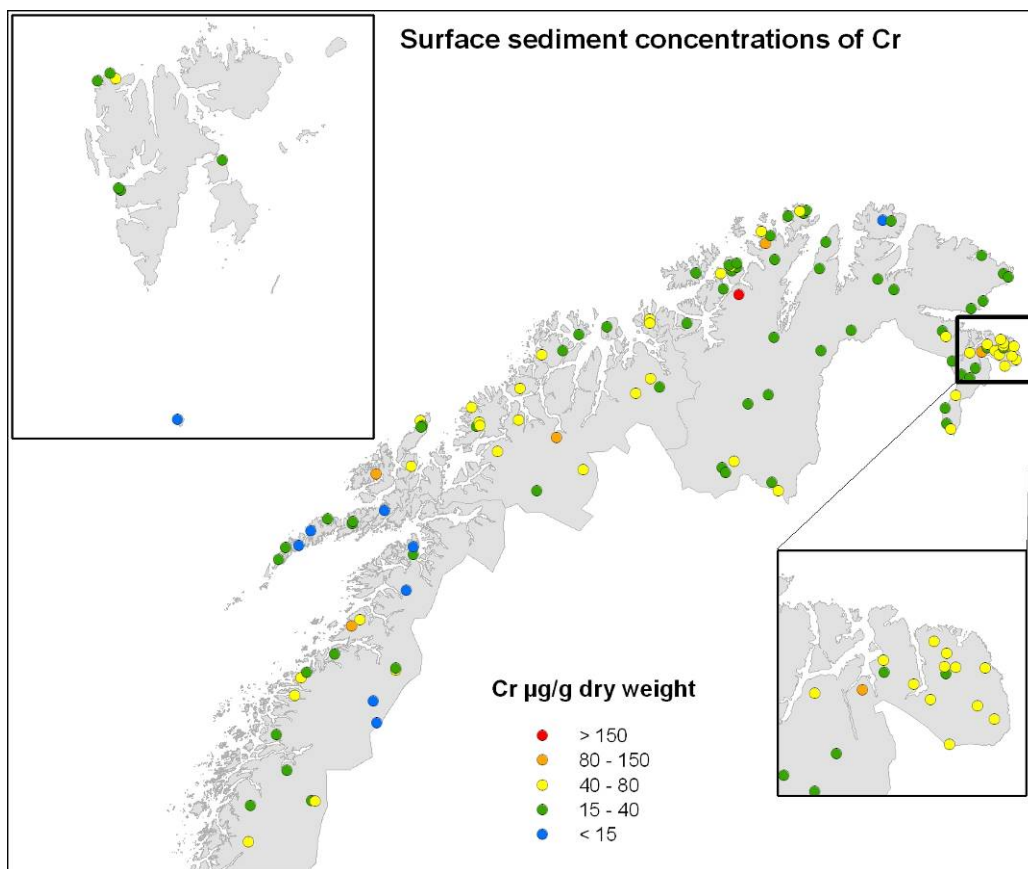 Surface sediment concentrations of Cr
Cr µg/g dry weight
> 150
80 - 150
40 - 80
15 - 40
< 15